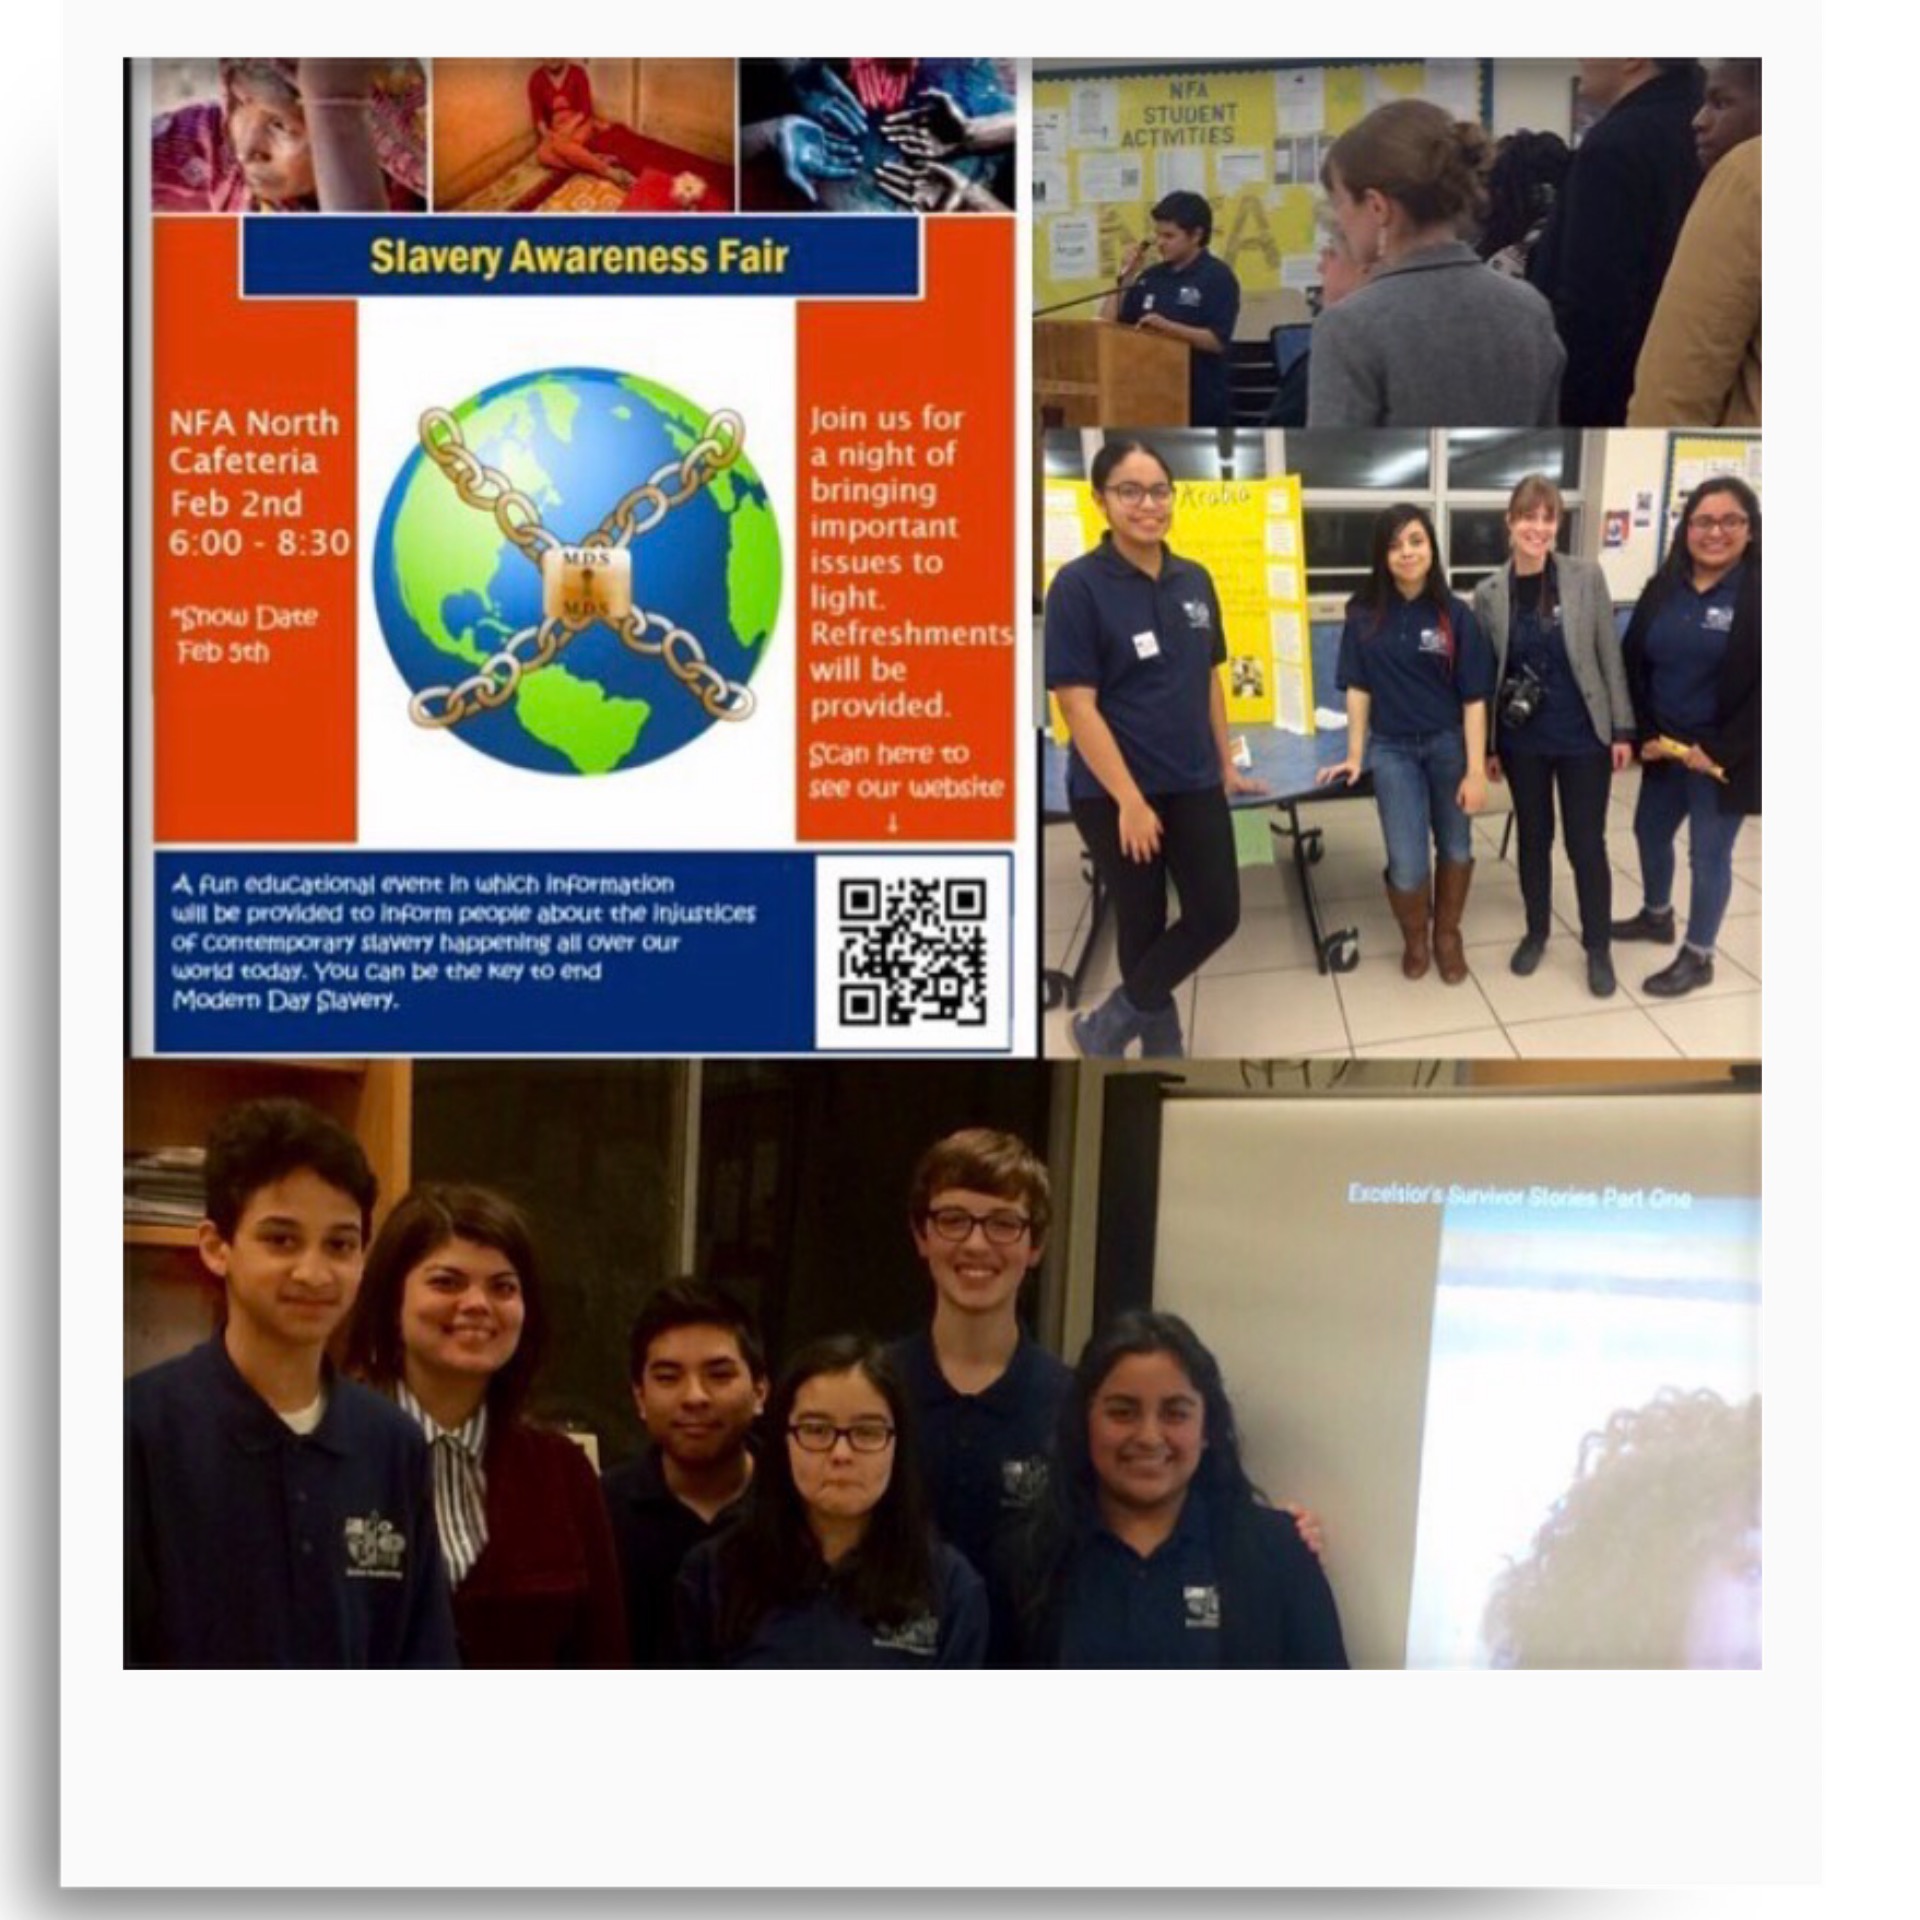 Slavery Awareness Fair
NFA North
Cafeteria
Feb 2nd
6:00 - 8:30
*Snow Date
Feb 5th
M.D.S
M.D.S
Join us for
a night of
bringing
important
issues to
light.
Refreshments
will be
provided.
Scan here to
see our website
↓
A fun educational event in which information
will be provided to inform people about the injustices
of contemporary slavery happening all over our
world today. You can be the key to end
Modern Day Slavery.
NFA
STUDENT
ACTIVITIES
NFA
Arabia
Excelsior's Survivor Stories Part One